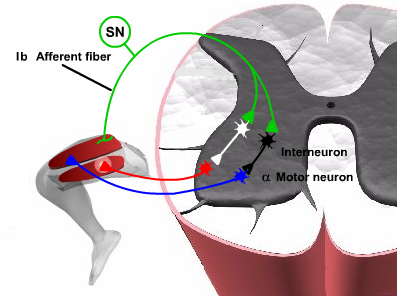 SN
Ib Afferent fiber
Interneuron
α Motor neuron